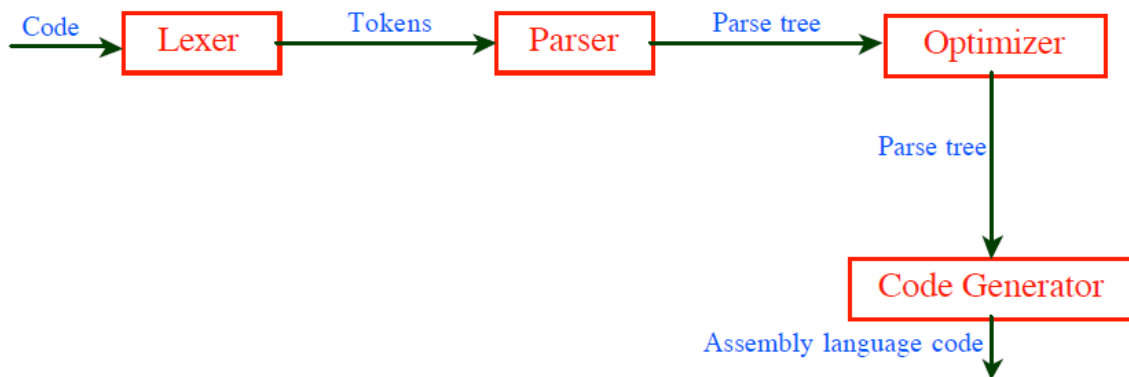 Code
Lexer
Tokens
Parser
Parse tree
Optimizer
Parse tree
Code Generator
Assembly language code